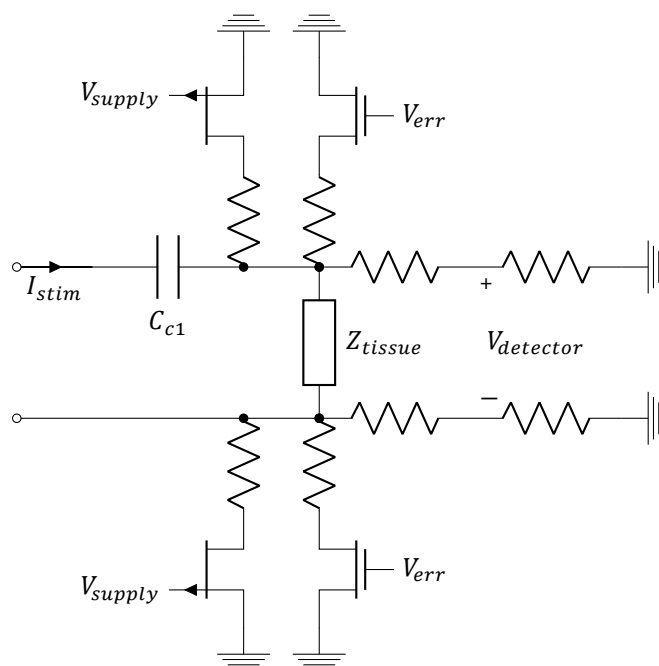 V_supply
V_err
I_stim
C_c1
+
Z_tissue
V_detector
−
V_supply
V_err